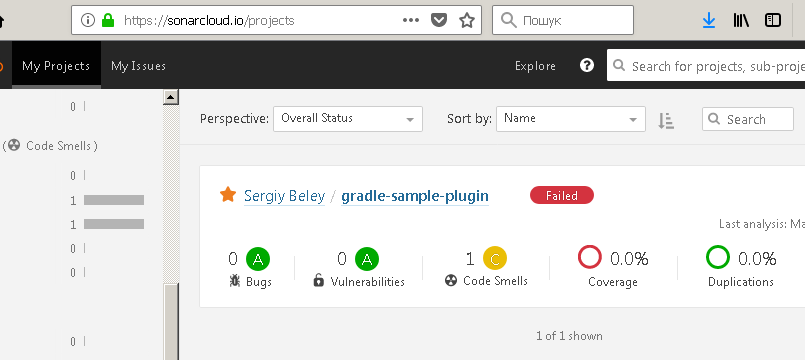 https://sonarcloud.io/projects
Пошук
My Projects
My Issues
Explore
?
Search for projects, sub-proje
0
(Code Smells)
0
1
1
0
0
0
Perspective: Overall Status
Sort by: Name
Search
Sergiy Beley / gradle-sample-plugin
Failed
Last analysis: Ma
0 A
Bugs
0 A
Vulnerabilities
1 C
Code Smells
0.0%
Coverage
0.0%
Duplications
1 of 1 shown